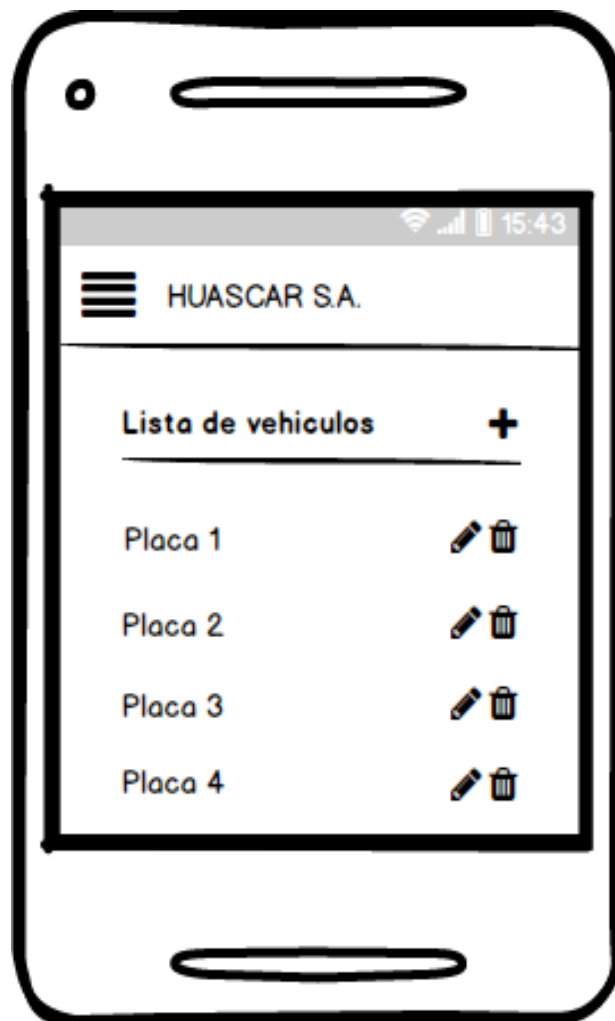 15:43
HUASCAR S.A.
Lista de vehiculos
Placa 1
Placa 2
Placa 3
Placa 4